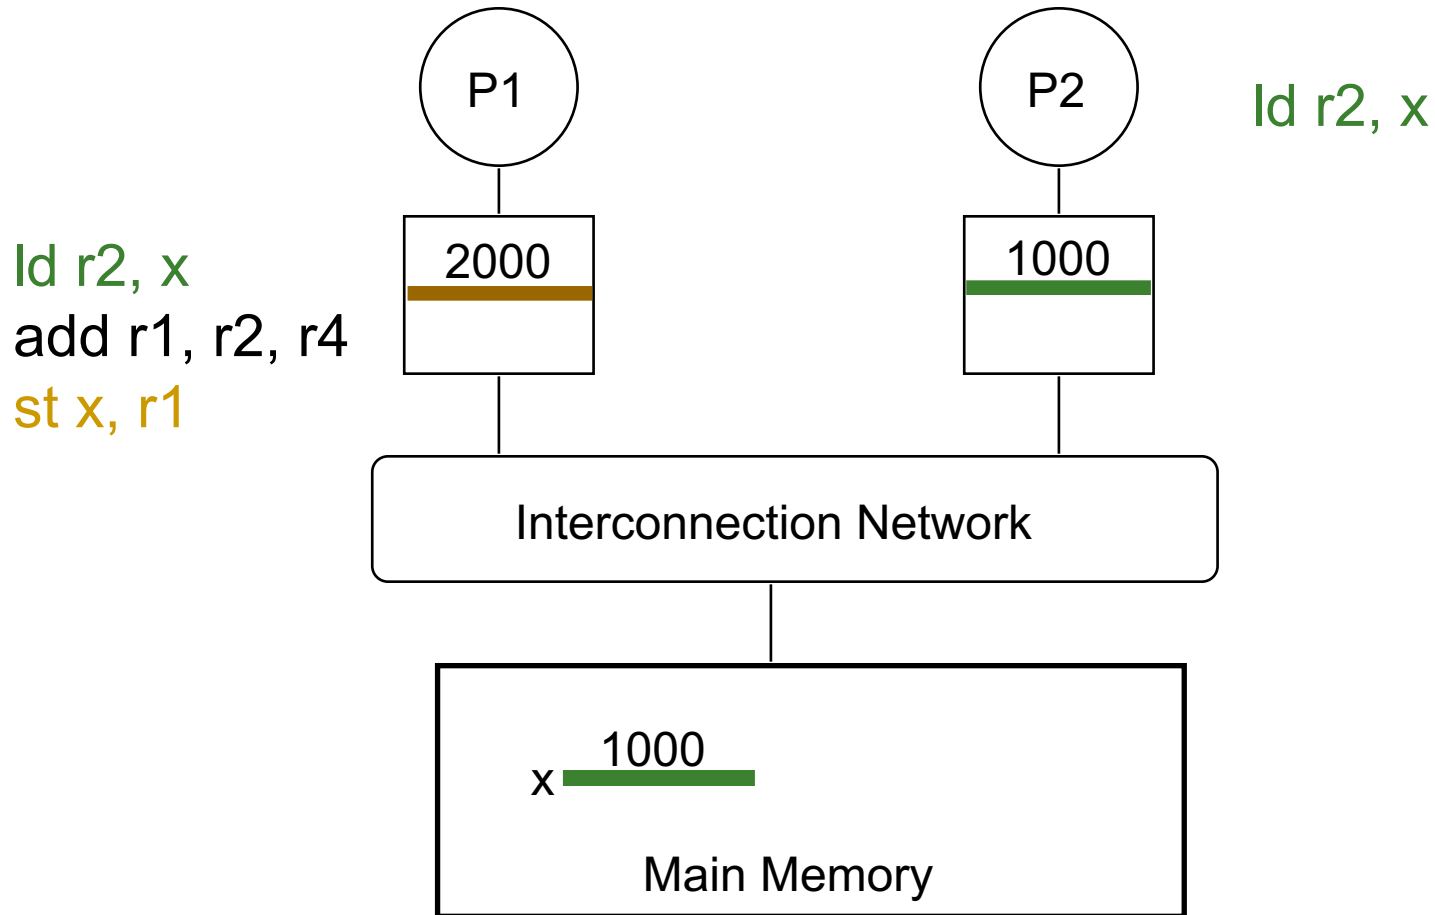 P1
P2
ld r2, x
2000
1000
ld r2, x
add r1, r2, r4
st x, r1
Interconnection Network
1000
x
Main Memory